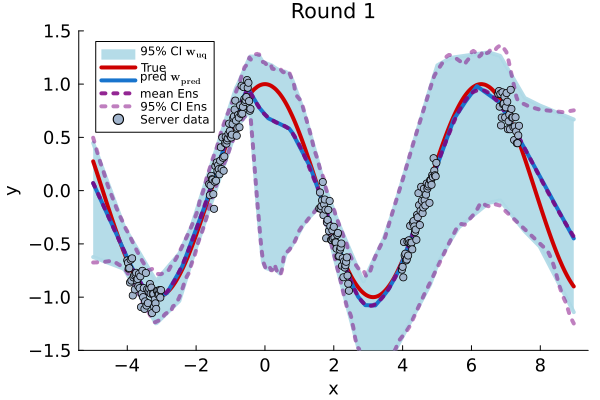 Round 1
95% CI w_uq
True
pred w_pred
mean Ens
95% CI Ens
Server data
y
1.5
1.0
0.5
0.0
−0.5
−1.0
−1.5
−4 −2 0 2 4 6 8
x